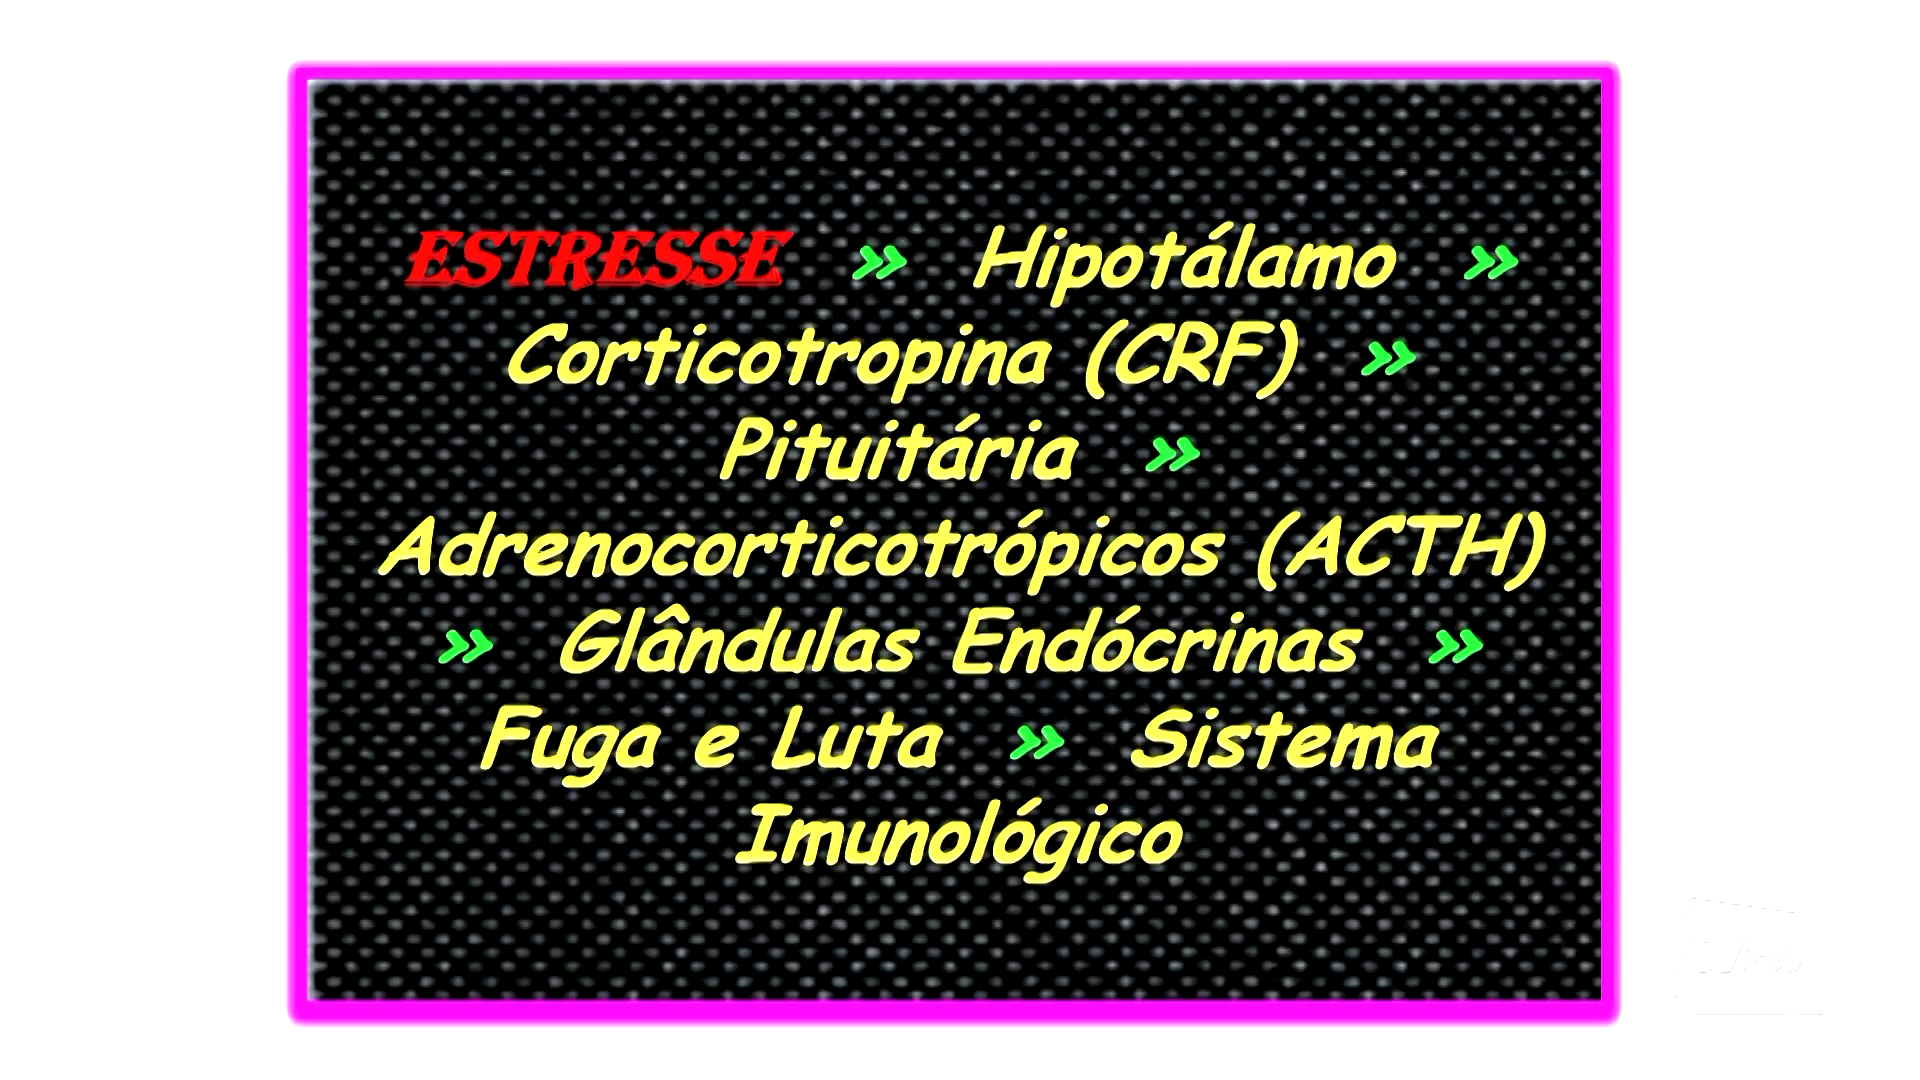 ESTRESSE » Hipotálamo »
Corticotropina (CRF) »
Pituitária »
Adrenocorticotrópicos (ACTH)
» Glândulas Endócrinas »
Fuga e Luta » Sistema
Imunológico